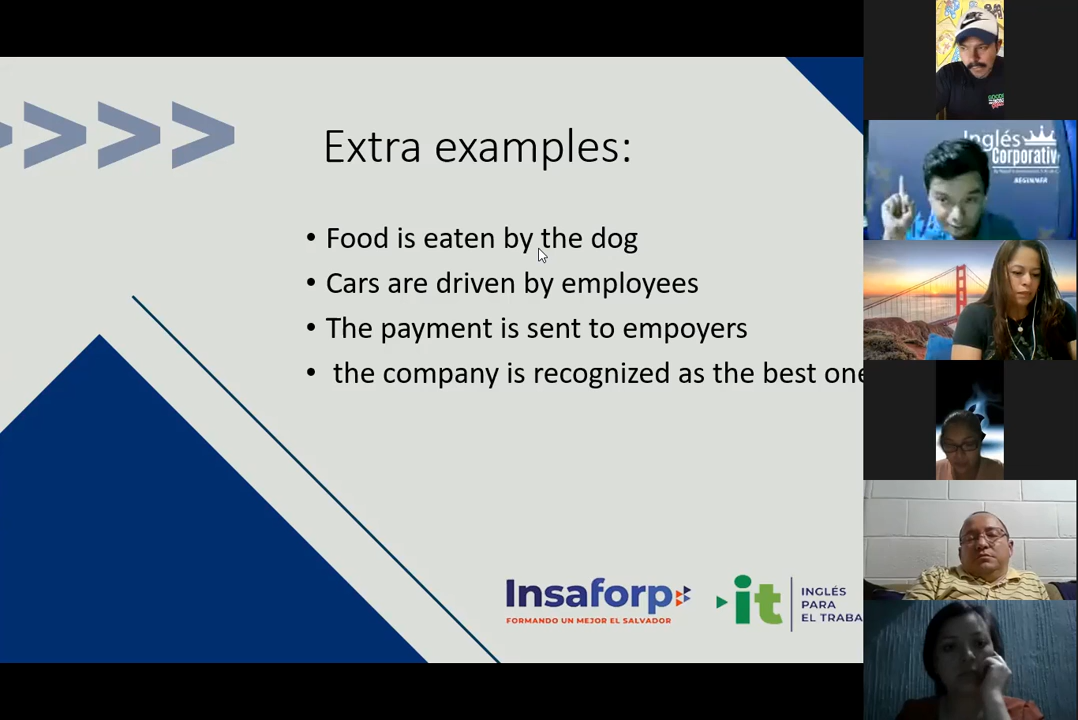 Extra examples:
• Food is eaten by the dog
• Cars are driven by employees
• The payment is sent to empoyers
• the company is recognized as the best one
Insaforp
FORMANDO UN MEJOR EL SALVADOR
it
INGLÉS
PARA
EL TRABA
Inglés
Corporativ
BEGINNER